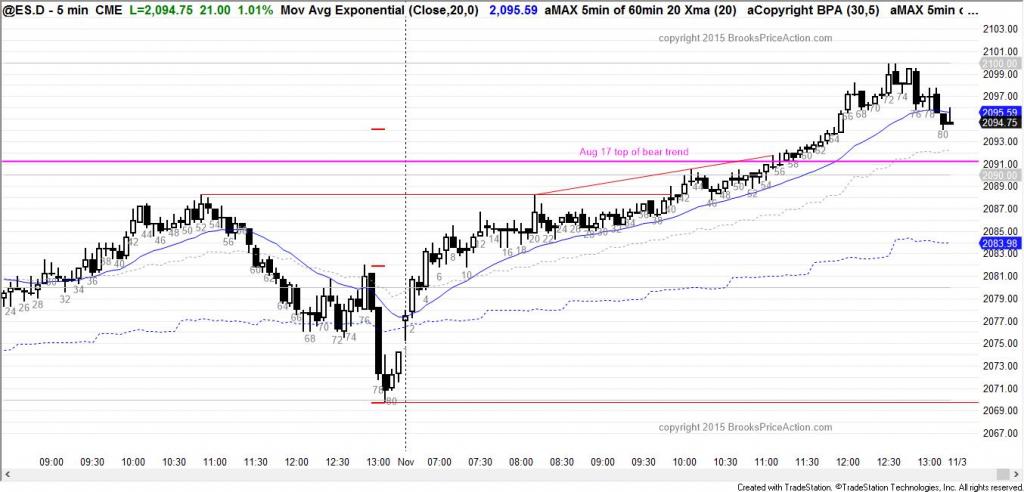 @ES.D - 5 min CME L=2,094.75 21.00 1.01% Mov Avg Exponential (Close,20,0) 2,095.59 aMAX 5min of 60min 20 Xma (20) aCopyright BPA (30,5) aMAX 5min c ...
copyright 2015 BrooksPriceAction.com
2103.00
2101.00
2100.00
2099.00
2097.00
2095.59
2094.75
2093.00
Aug 17 top of bear trend
2091.00
2090.00
2089.00
2087.00
2085.00
2083.98
2083.00
2081.00
2079.00
2077.00
2075.00
2073.00
2071.00
2069.00
2067.00
24 26 28 32 34 36 38 40 42 44 46 48 50 52 54 56 60 62 64 66 68 70 72 74 76 80
2 4 6 8 10 12 14 16 18 20 22 24 26 28 30 32 34 36 38 42 44 46 48 50 52 54 56 58 60 62 64 66 68 70 72 74 76 78 80
copyright 2015 BrooksPriceAction.com
09:00 09:30 10:00 10:30 11:00 11:30 12:00 12:30 13:00 Nov 07:00 07:30 08:00 08:30 09:00 09:30 10:00 10:30 11:00 11:30 12:00 12:30 13:00 11/3
Created with TradeStation. ©TradeStation Technologies, Inc. All rights reserved.